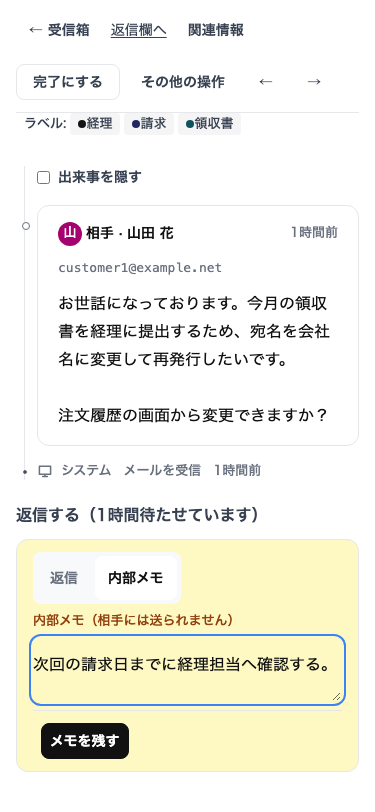 ← 受信箱 返信欄へ 関連情報
完了にする その他の操作 ← →
ラベル: 経理 請求 領収書
出来事を隠す
山 相手 · 山田 花 1時間前
customer1@example.net
お世話になっております。今月の領収
書を経理に提出するため、宛名を会社
名に変更して再発行したいです。
注文履歴の画面から変更できますか？
システム メールを受信 1時間前
返信する（1時間待たせています）
返信 内部メモ
内部メモ（相手には送られません）
次回の請求日までに経理担当へ確認する。
メモを残す